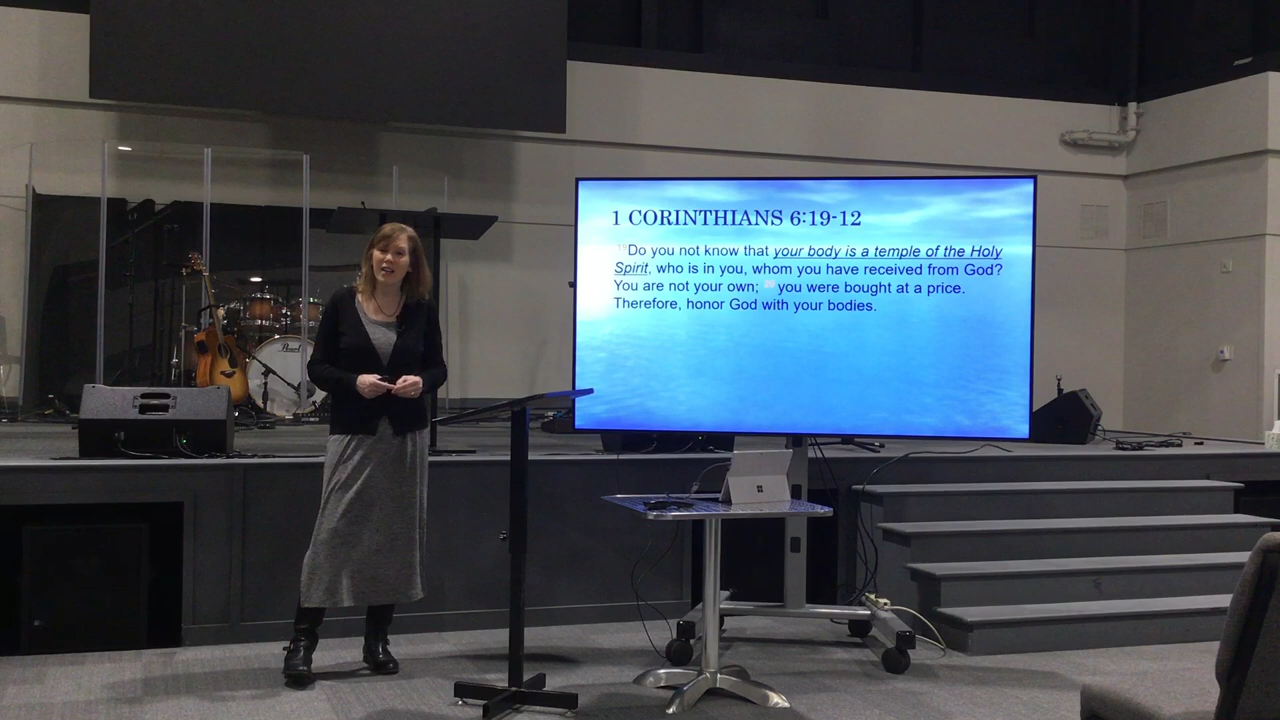 1 CORINTHIANS 6:19-12
19Do you not know that your body is a temple of the Holy
Spirit, who is in you, whom you have received from God?
You are not your own; 20 you were bought at a price.
Therefore, honor God with your bodies.
Pearl